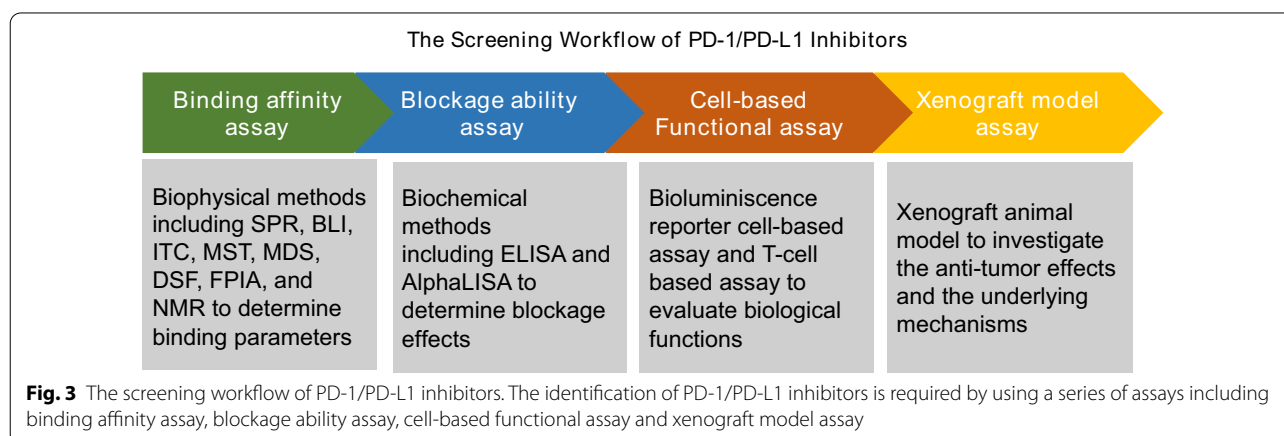 The Screening Workflow of PD-1/PD-L1 Inhibitors
Binding affinity
assay
Blockage ability
assay
Cell-based
Functional assay
Xenograft model
assay
Biophysical methods
including SPR, BLI,
ITC, MST, MDS,
DSF, FPIA, and
NMR to determine
binding parameters
Biochemical
methods
including ELISA and
AlphaLISA to
determine blockage
effects
Bioluminiscence
reporter cell-based
assay and T-cell
based assay to
evaluate biological
functions
Xenograft animal
model to investigate
the anti-tumor effects
and the underlying
mechanisms
Fig. 3 The screening workflow of PD-1/PD-L1 inhibitors. The identification of PD-1/PD-L1 inhibitors is required by using a series of assays including
binding affinity assay, blockage ability assay, cell-based functional assay and xenograft model assay